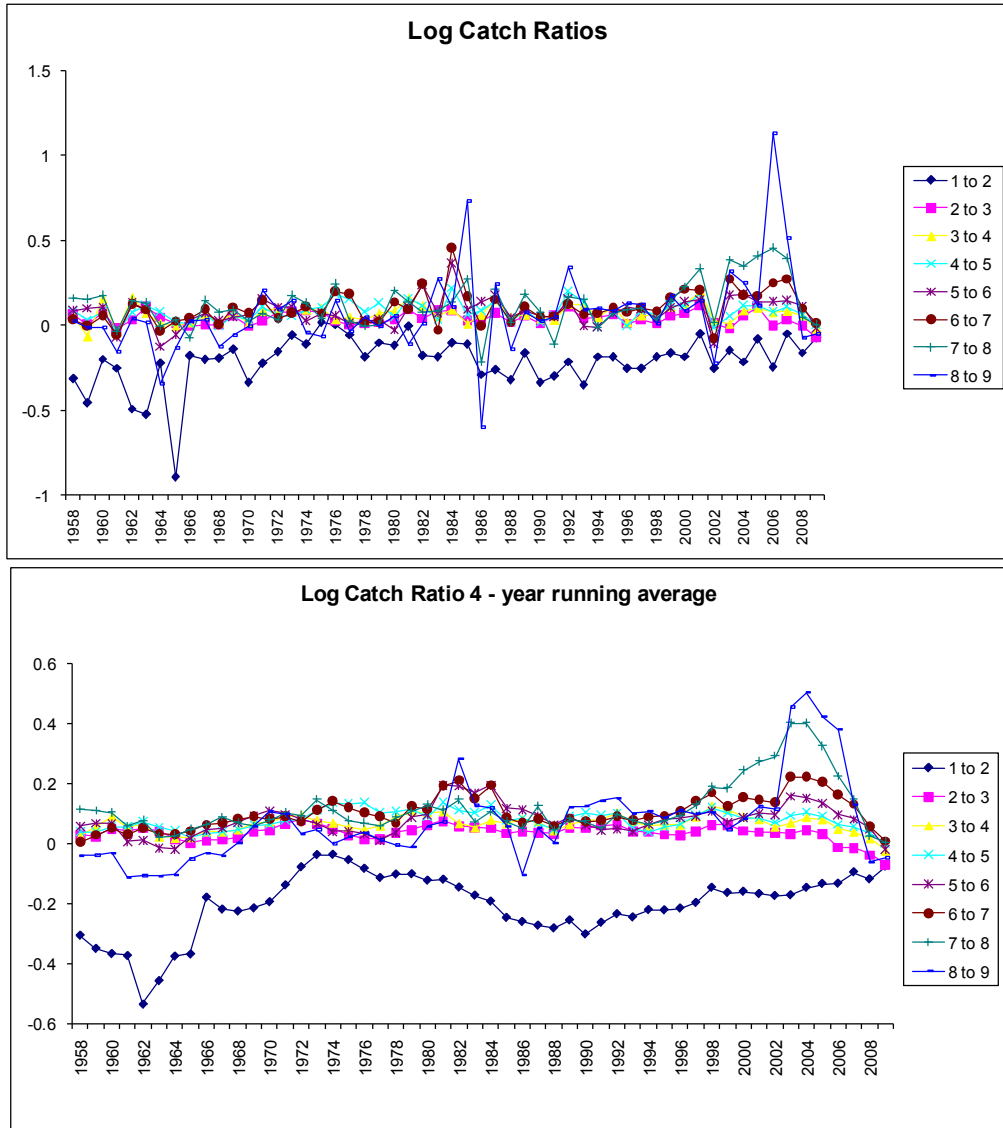 Log Catch Ratios
1.5
1
0.5
0
-0.5
-1
1958 1960 1962 1964 1966 1968 1970 1972 1974 1976 1978 1980 1982 1984 1986 1988 1990 1992 1994 1996 1998 2000 2002 2004 2006 2008
1 to 2
2 to 3
3 to 4
4 to 5
5 to 6
6 to 7
7 to 8
8 to 9
Log Catch Ratio 4 - year running average
0.6
0.4
0.2
0
-0.2
-0.4
-0.6
1958 1960 1962 1964 1966 1968 1970 1972 1974 1976 1978 1980 1982 1984 1986 1988 1990 1992 1994 1996 1998 2000 2002 2004 2006 2008
1 to 2
2 to 3
3 to 4
4 to 5
5 to 6
6 to 7
7 to 8
8 to 9